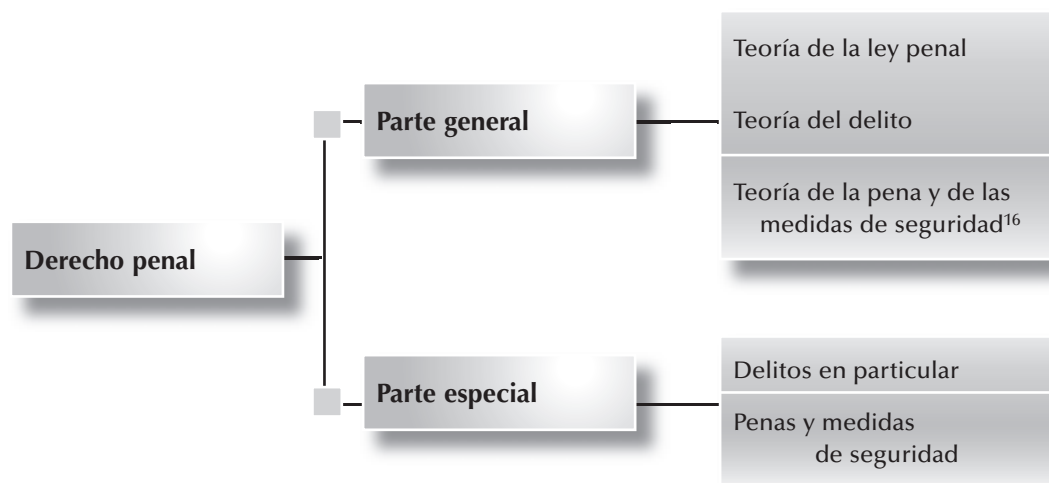 Derecho penal
Parte general
Teoría de la ley penal
Teoría del delito
Teoría de la pena y de las
medidas de seguridad¹⁶
Parte especial
Delitos en particular
Penas y medidas
de seguridad